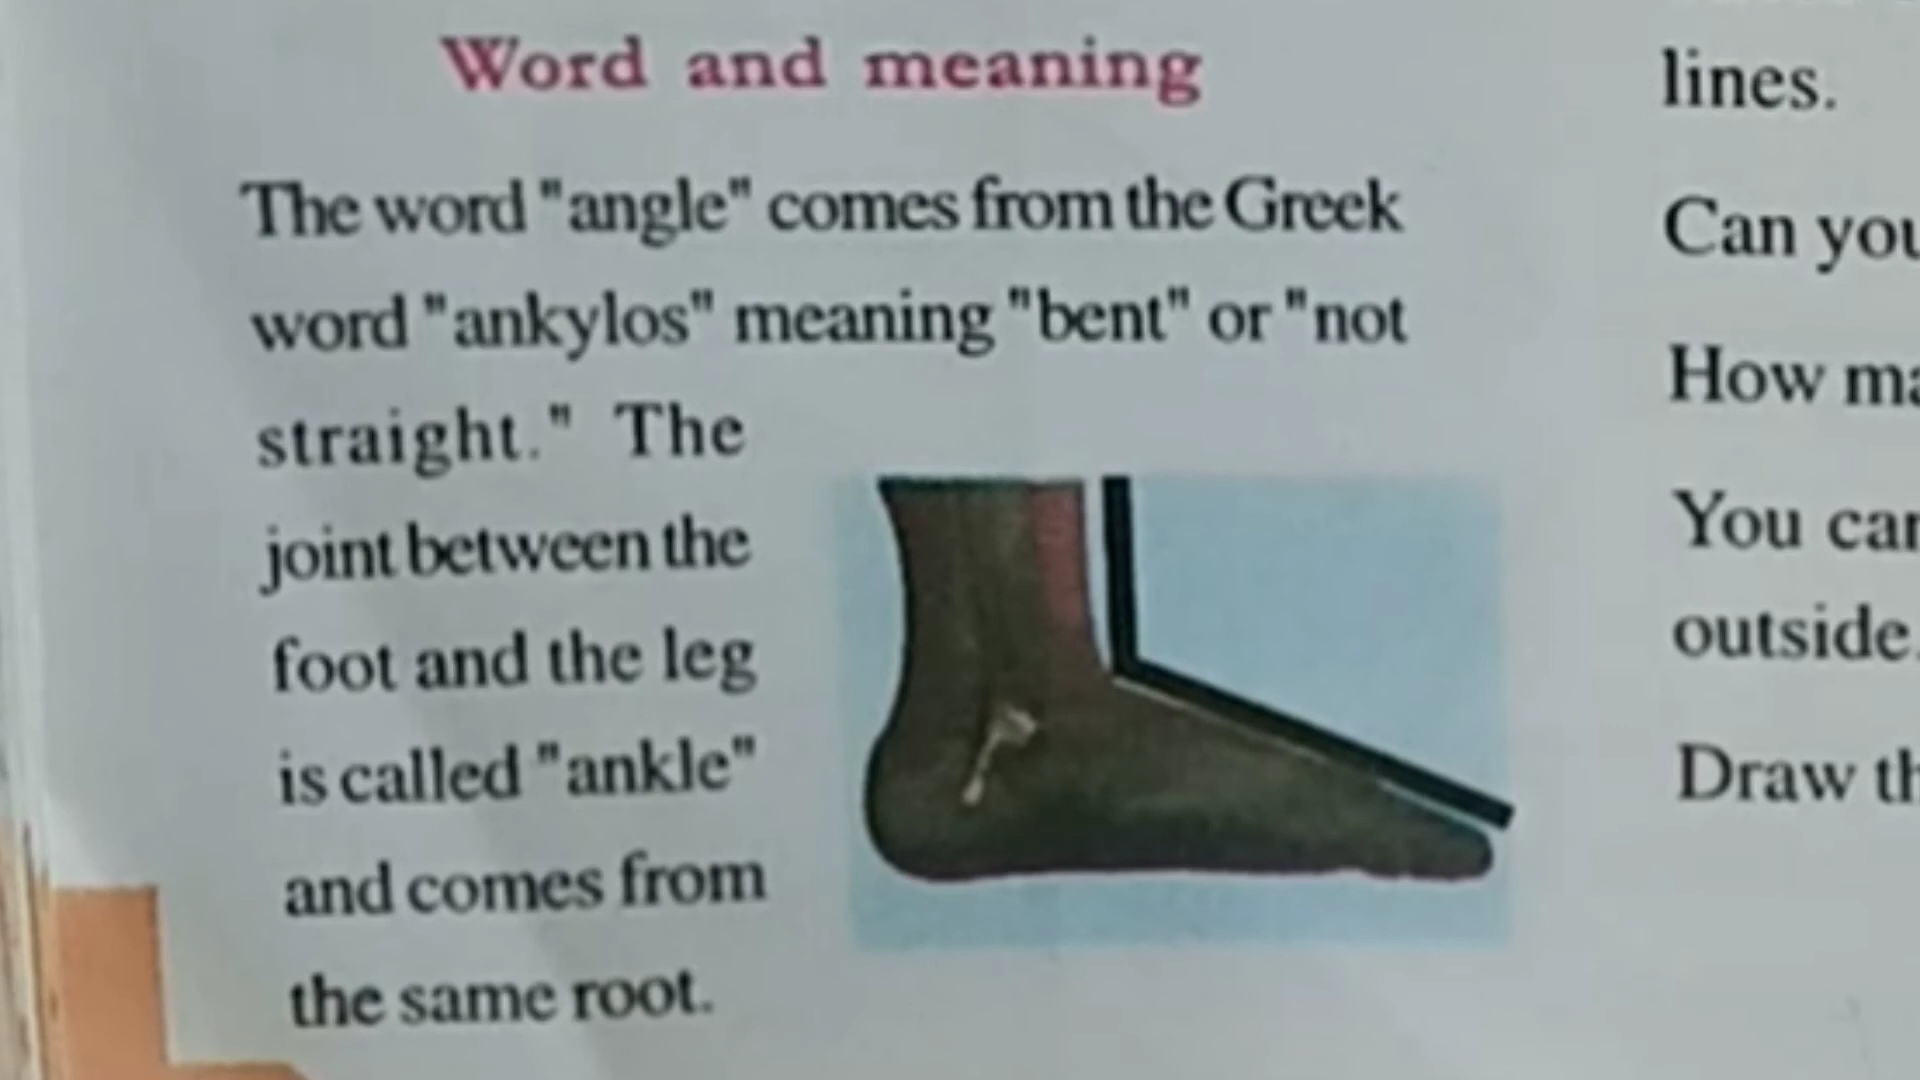 Word and meaning
The word "angle" comes from the Greek
word "ankylos" meaning "bent" or "not
straight." The
joint between the
foot and the leg
is called "ankle"
and comes from
the same root.
lines.
Can you
How
You
outside.
Draw